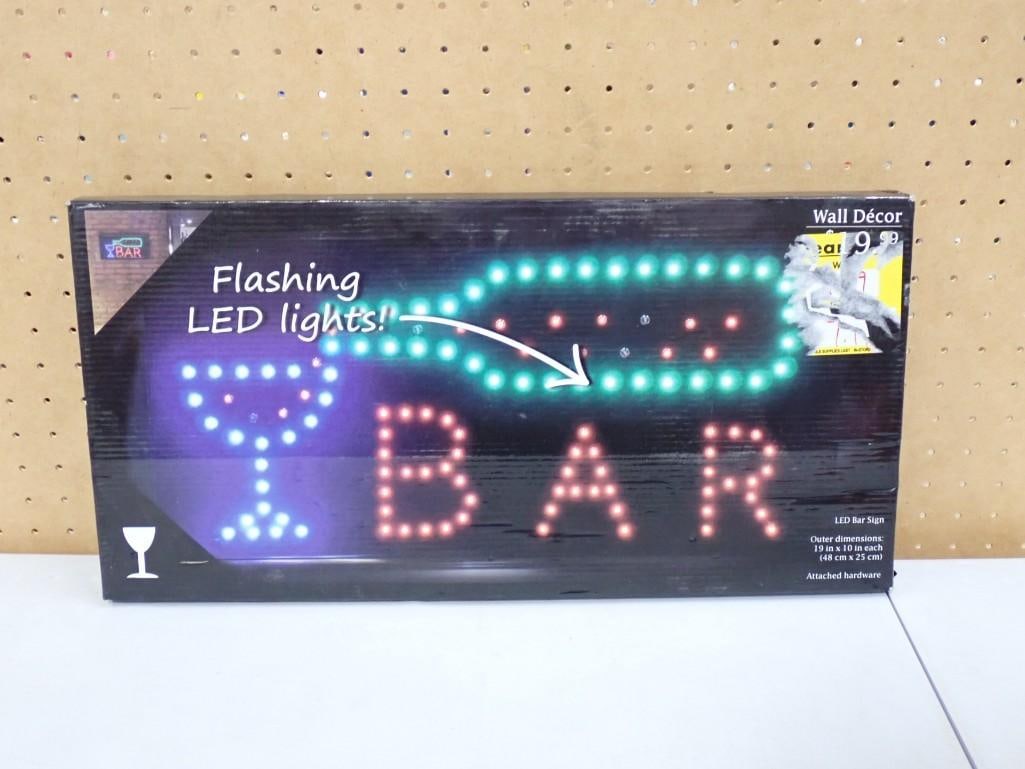 Wall Décor
Flashing
LED lights!
BAR
BAR
LED Bar Sign
Outer dimensions:
19 in x 10 in each
(48 cm x 25 cm)
Attached hardware